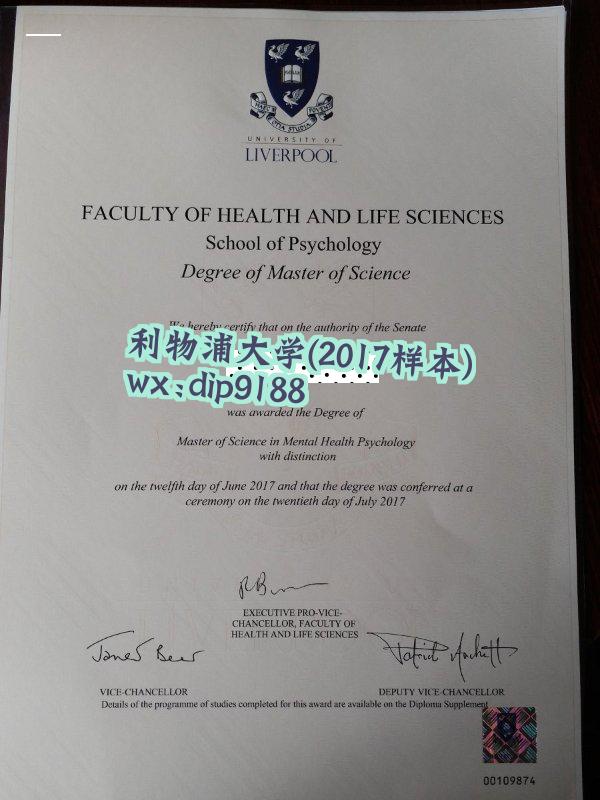 UNIVERSITY OF
LIVERPOOL
FACULTY OF HEALTH AND LIFE SCIENCES
School of Psychology
Degree of Master of Science
We hereby certify that on the authority of the Senate
利物浦大学(2017样本)
wx:dip9188
was awarded the Degree of
Master of Science in Mental Health Psychology
with distinction
on the twelfth day of June 2017 and that the degree was conferred at a
ceremony on the twentieth day of July 2017
EXECUTIVE PRO-VICE-
CHANCELLOR, FACULTY OF
HEALTH AND LIFE SCIENCES
VICE-CHANCELLOR
DEPUTY VICE-CHANCELLOR
Details of the programme of studies completed for this award are available on the Diploma Supplement
00109874